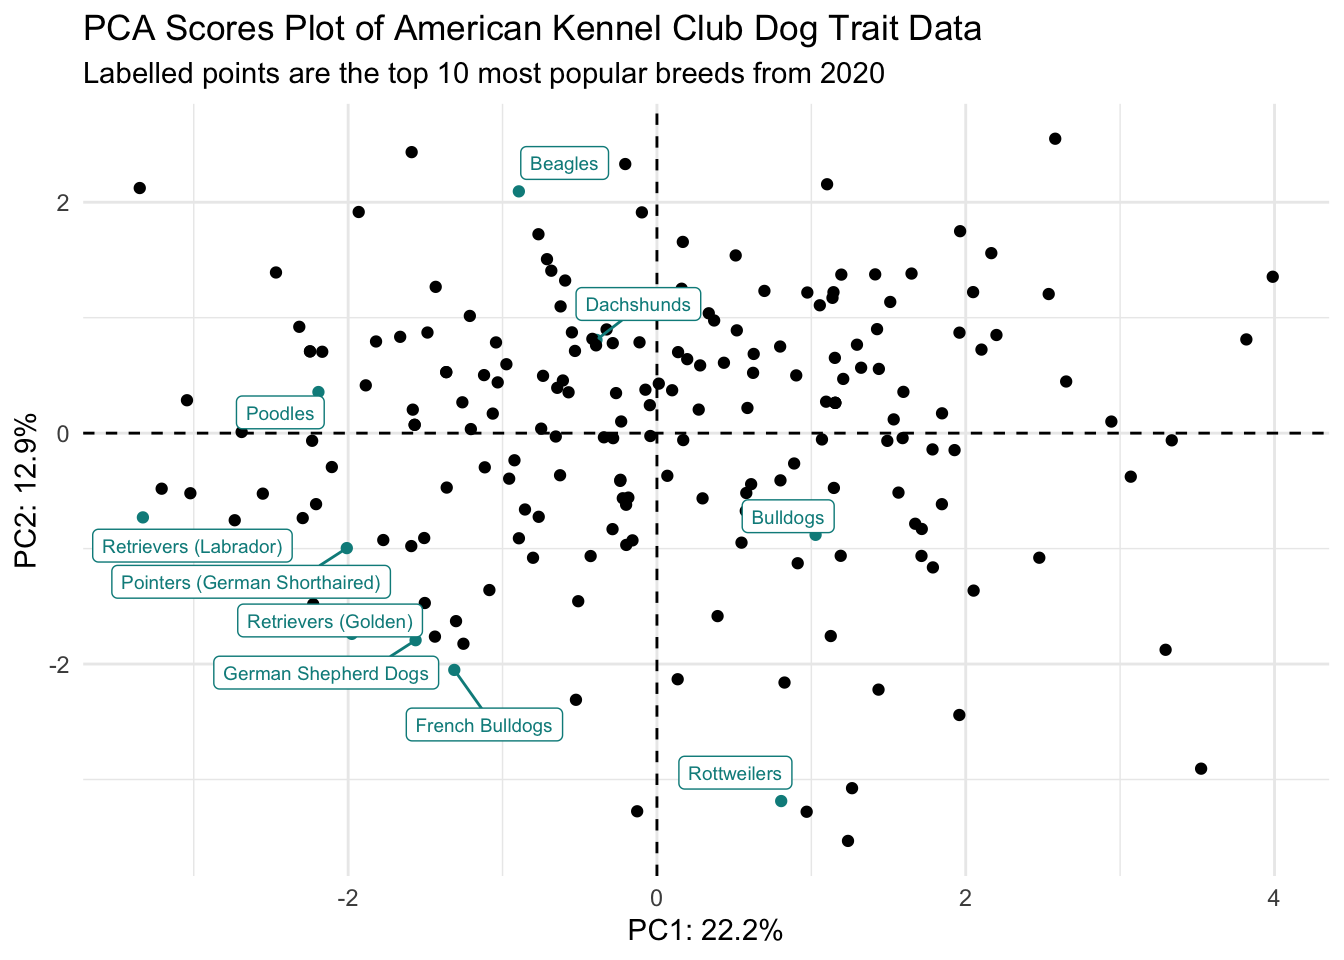 PCA Scores Plot of American Kennel Club Dog Trait Data
Labelled points are the top 10 most popular breeds from 2020
PC2: 12.9%
2
0
-2
Beagles
Dachshunds
Poodles
Bulldogs
Retrievers (Labrador)
Pointers (German Shorthaired)
Retrievers (Golden)
German Shepherd Dogs
French Bulldogs
Rottweilers
-2
0
2
4
PC1: 22.2%